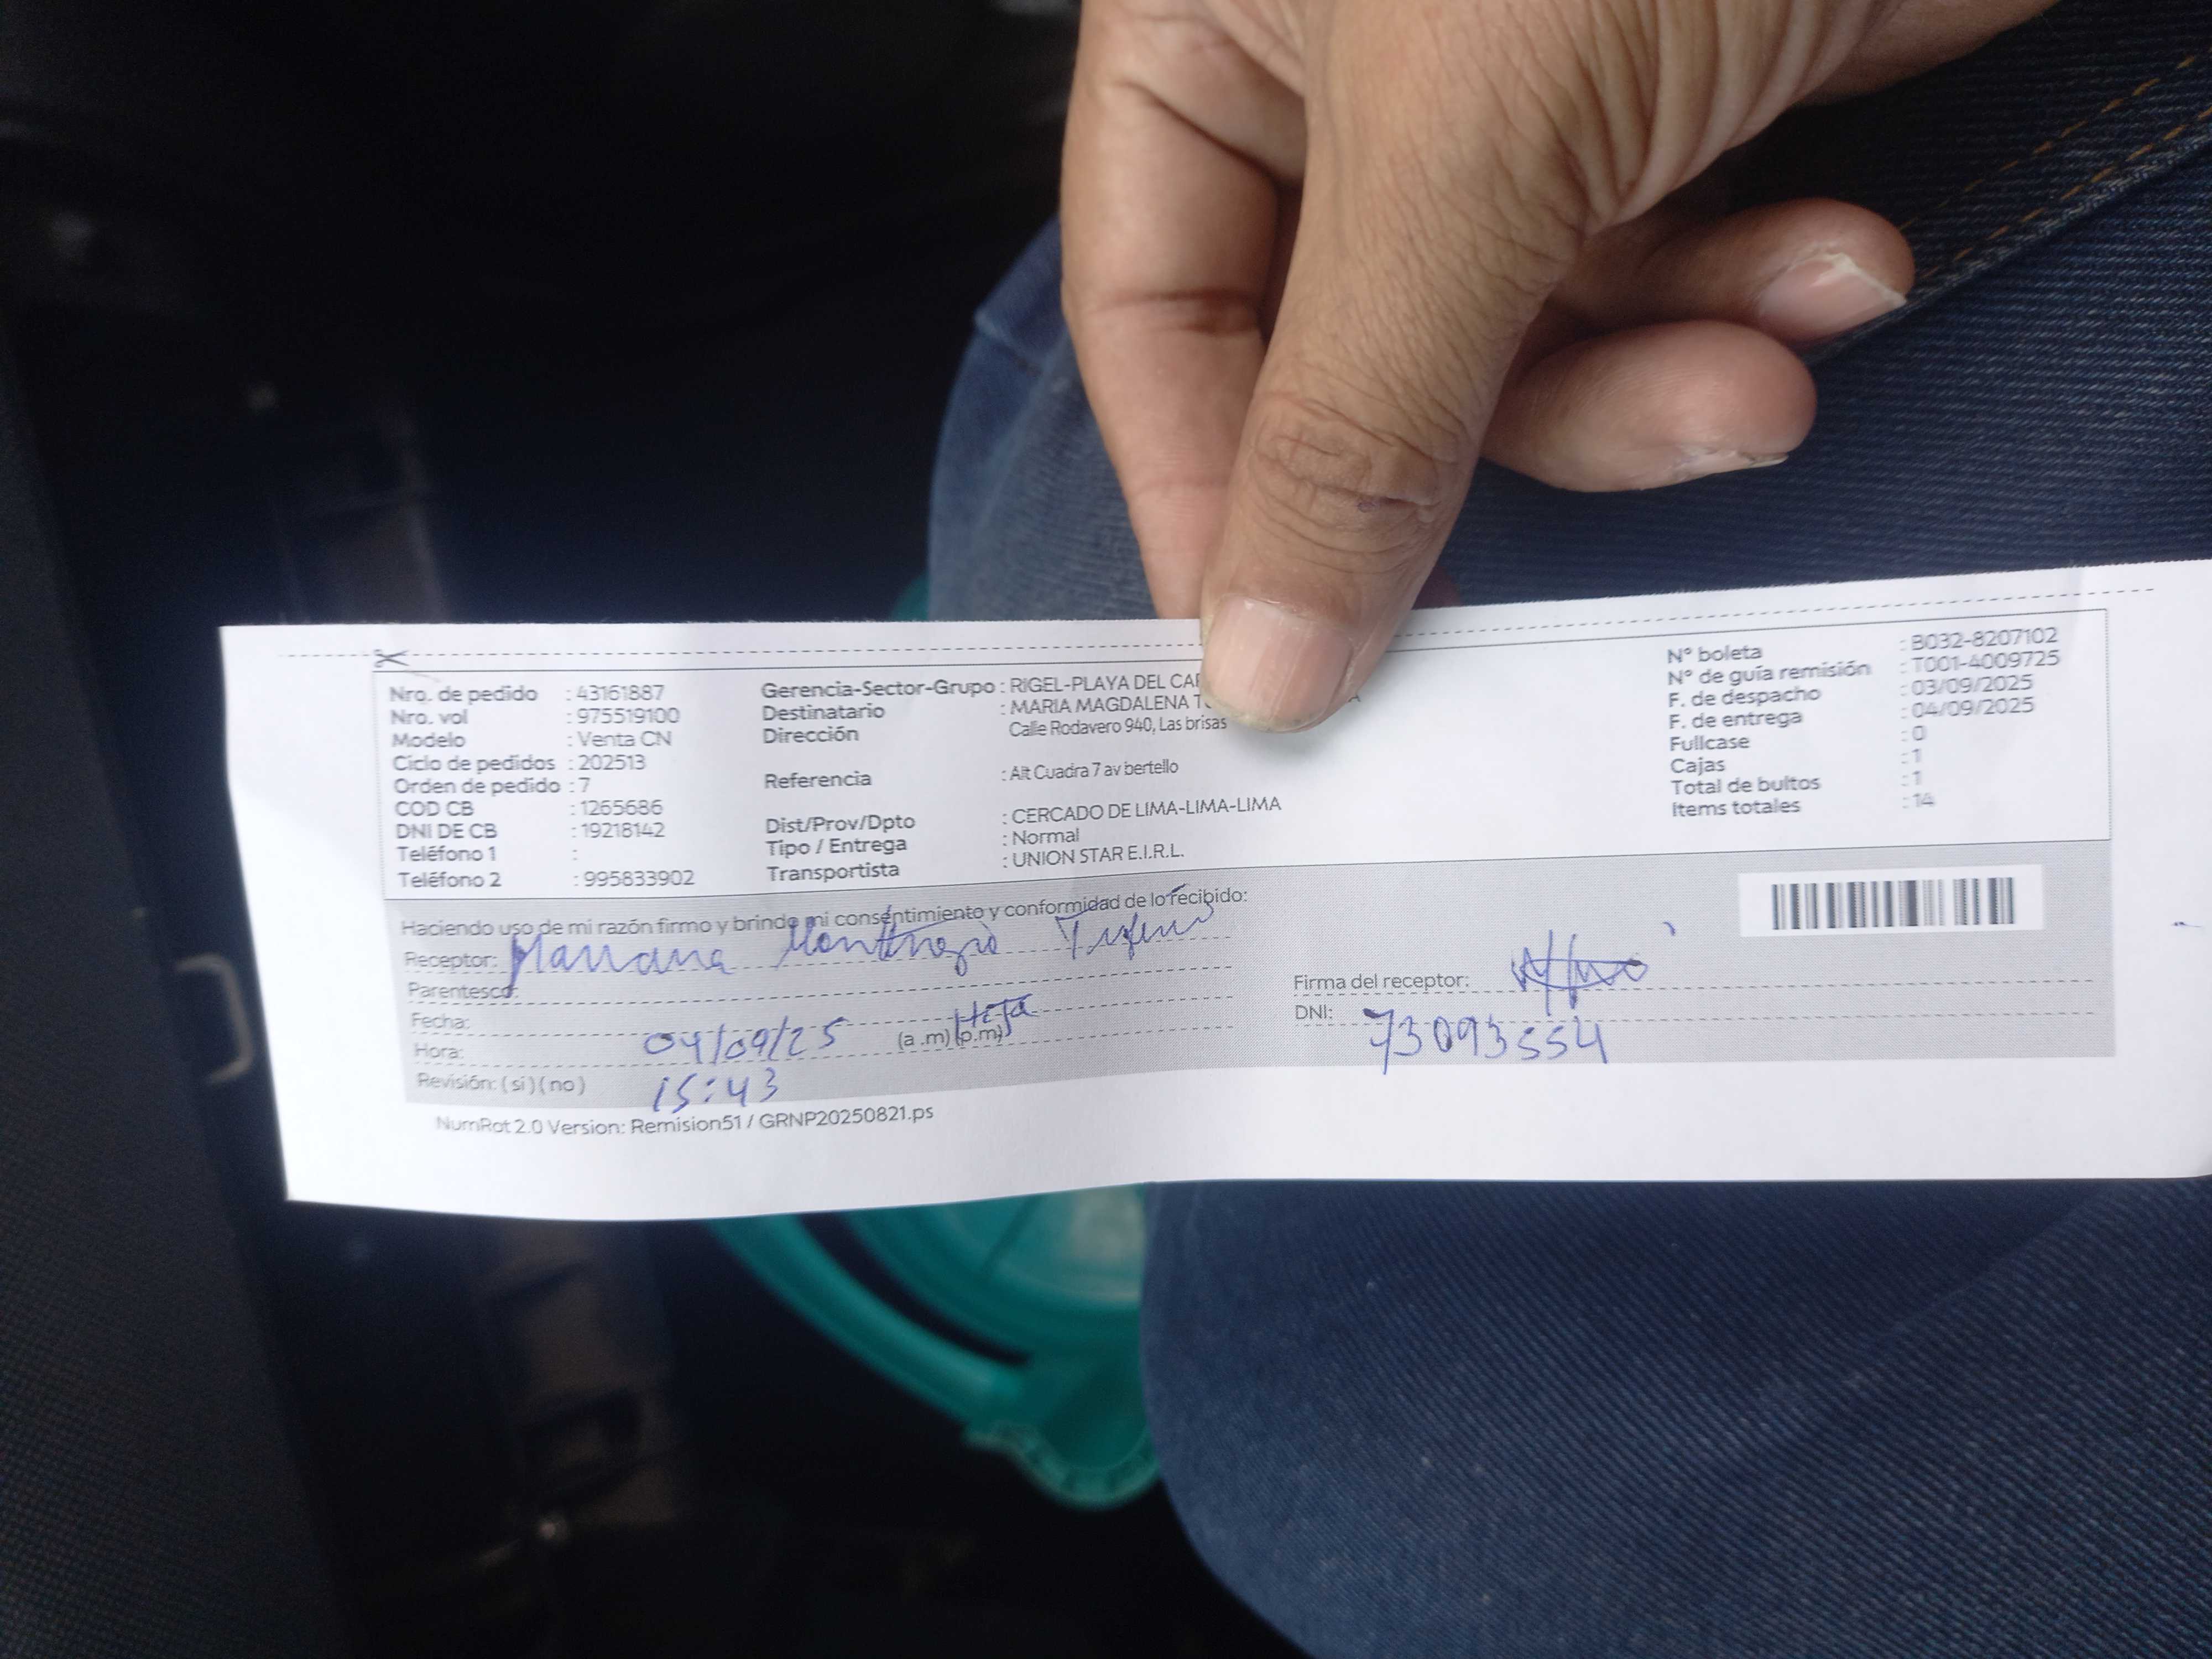 Nro. de pedido : 43161887
Nro. vol : 975519100
Modelo : Venta CN
Ciclo de pedidos : 202513
Orden de pedido : 7
COD CB : 1265686
DNI DE CB : 19218142
Teléfono 1 :
Teléfono 2 : 995833902
Gerencia-Sector-Grupo : RIGEL-PLAYA DEL
Destinatario : MARIA MAGDALENA
Dirección Calle Rodavero 940, Las brisas
Referencia : Alt Cuadra 7 av bertello
Dist/Prov/Dpto : CERCADO DE LIMA-LIMA-LIMA
Tipo / Entrega : Normal
Transportista : UNION STAR E.I.R.L.
N° boleta : B032-8207102
N° de guía remisión : T001-4009725
F. de despacho : 03/09/2025
F. de entrega : 04/09/2025
Fullcase : 0
Cajas : 1
Total de bultos : 1
Items totales : 14
Haciendo uso de mi razón firmo y brindo mi consentimiento y conformidad de lo recibido:
Receptor:
Parentesco: Hija
Fecha: 04/09/25 (a .m) (p.m)
Hora: 15:43
Revisión: ( si ) ( no )
Firma del receptor:
DNI: 73093554
NumRot 2.0 Version: Remision51 / GRNP20250821.ps